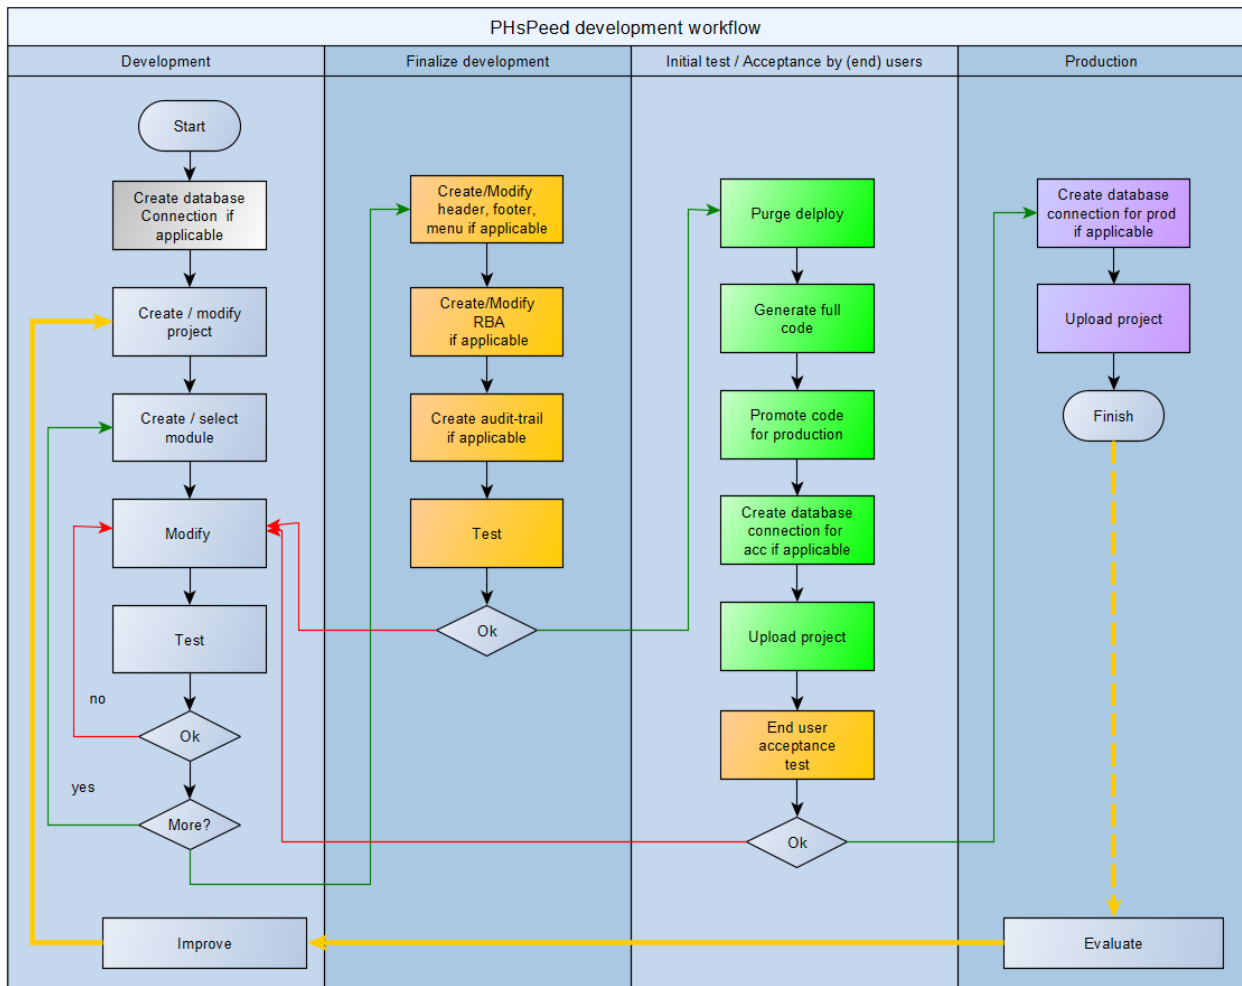 PHsPeed development workflow
Development
Finalize development
Initial test / Acceptance by (end) users
Production
Start
Create database
Connection if
applicable
Create / modify
project
Create / select
module
Modify
Test
no
Ok
yes
More?
Improve
Create/Modify
header, footer,
menu if applicable
Create/Modify
RBA
if applicable
Create audit-trail
if applicable
Test
Ok
Purge delploy
Generate full
code
Promote code
for production
Create database
connection for
acc if applicable
Upload project
End user
acceptance
test
Ok
Create database
connection for prod
if applicable
Upload project
Finish
Evaluate